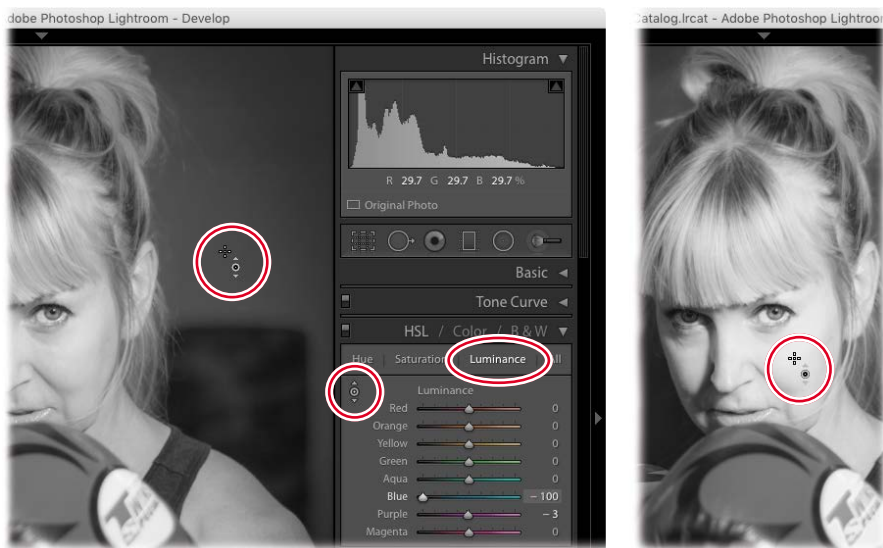 dobe Photoshop Lightroom - Develop
Histogram
R 29.7 G 29.7 B 29.7 %
Original Photo
Basic
Tone Curve
HSL / Color / B & W
Hue Saturation Luminance All
Luminance
Red 0
Orange 0
Yellow 0
Green 0
Aqua 0
Blue – 100
Purple – 3
Magenta 0
Catalog.lrcat - Adobe Photoshop Lightroom